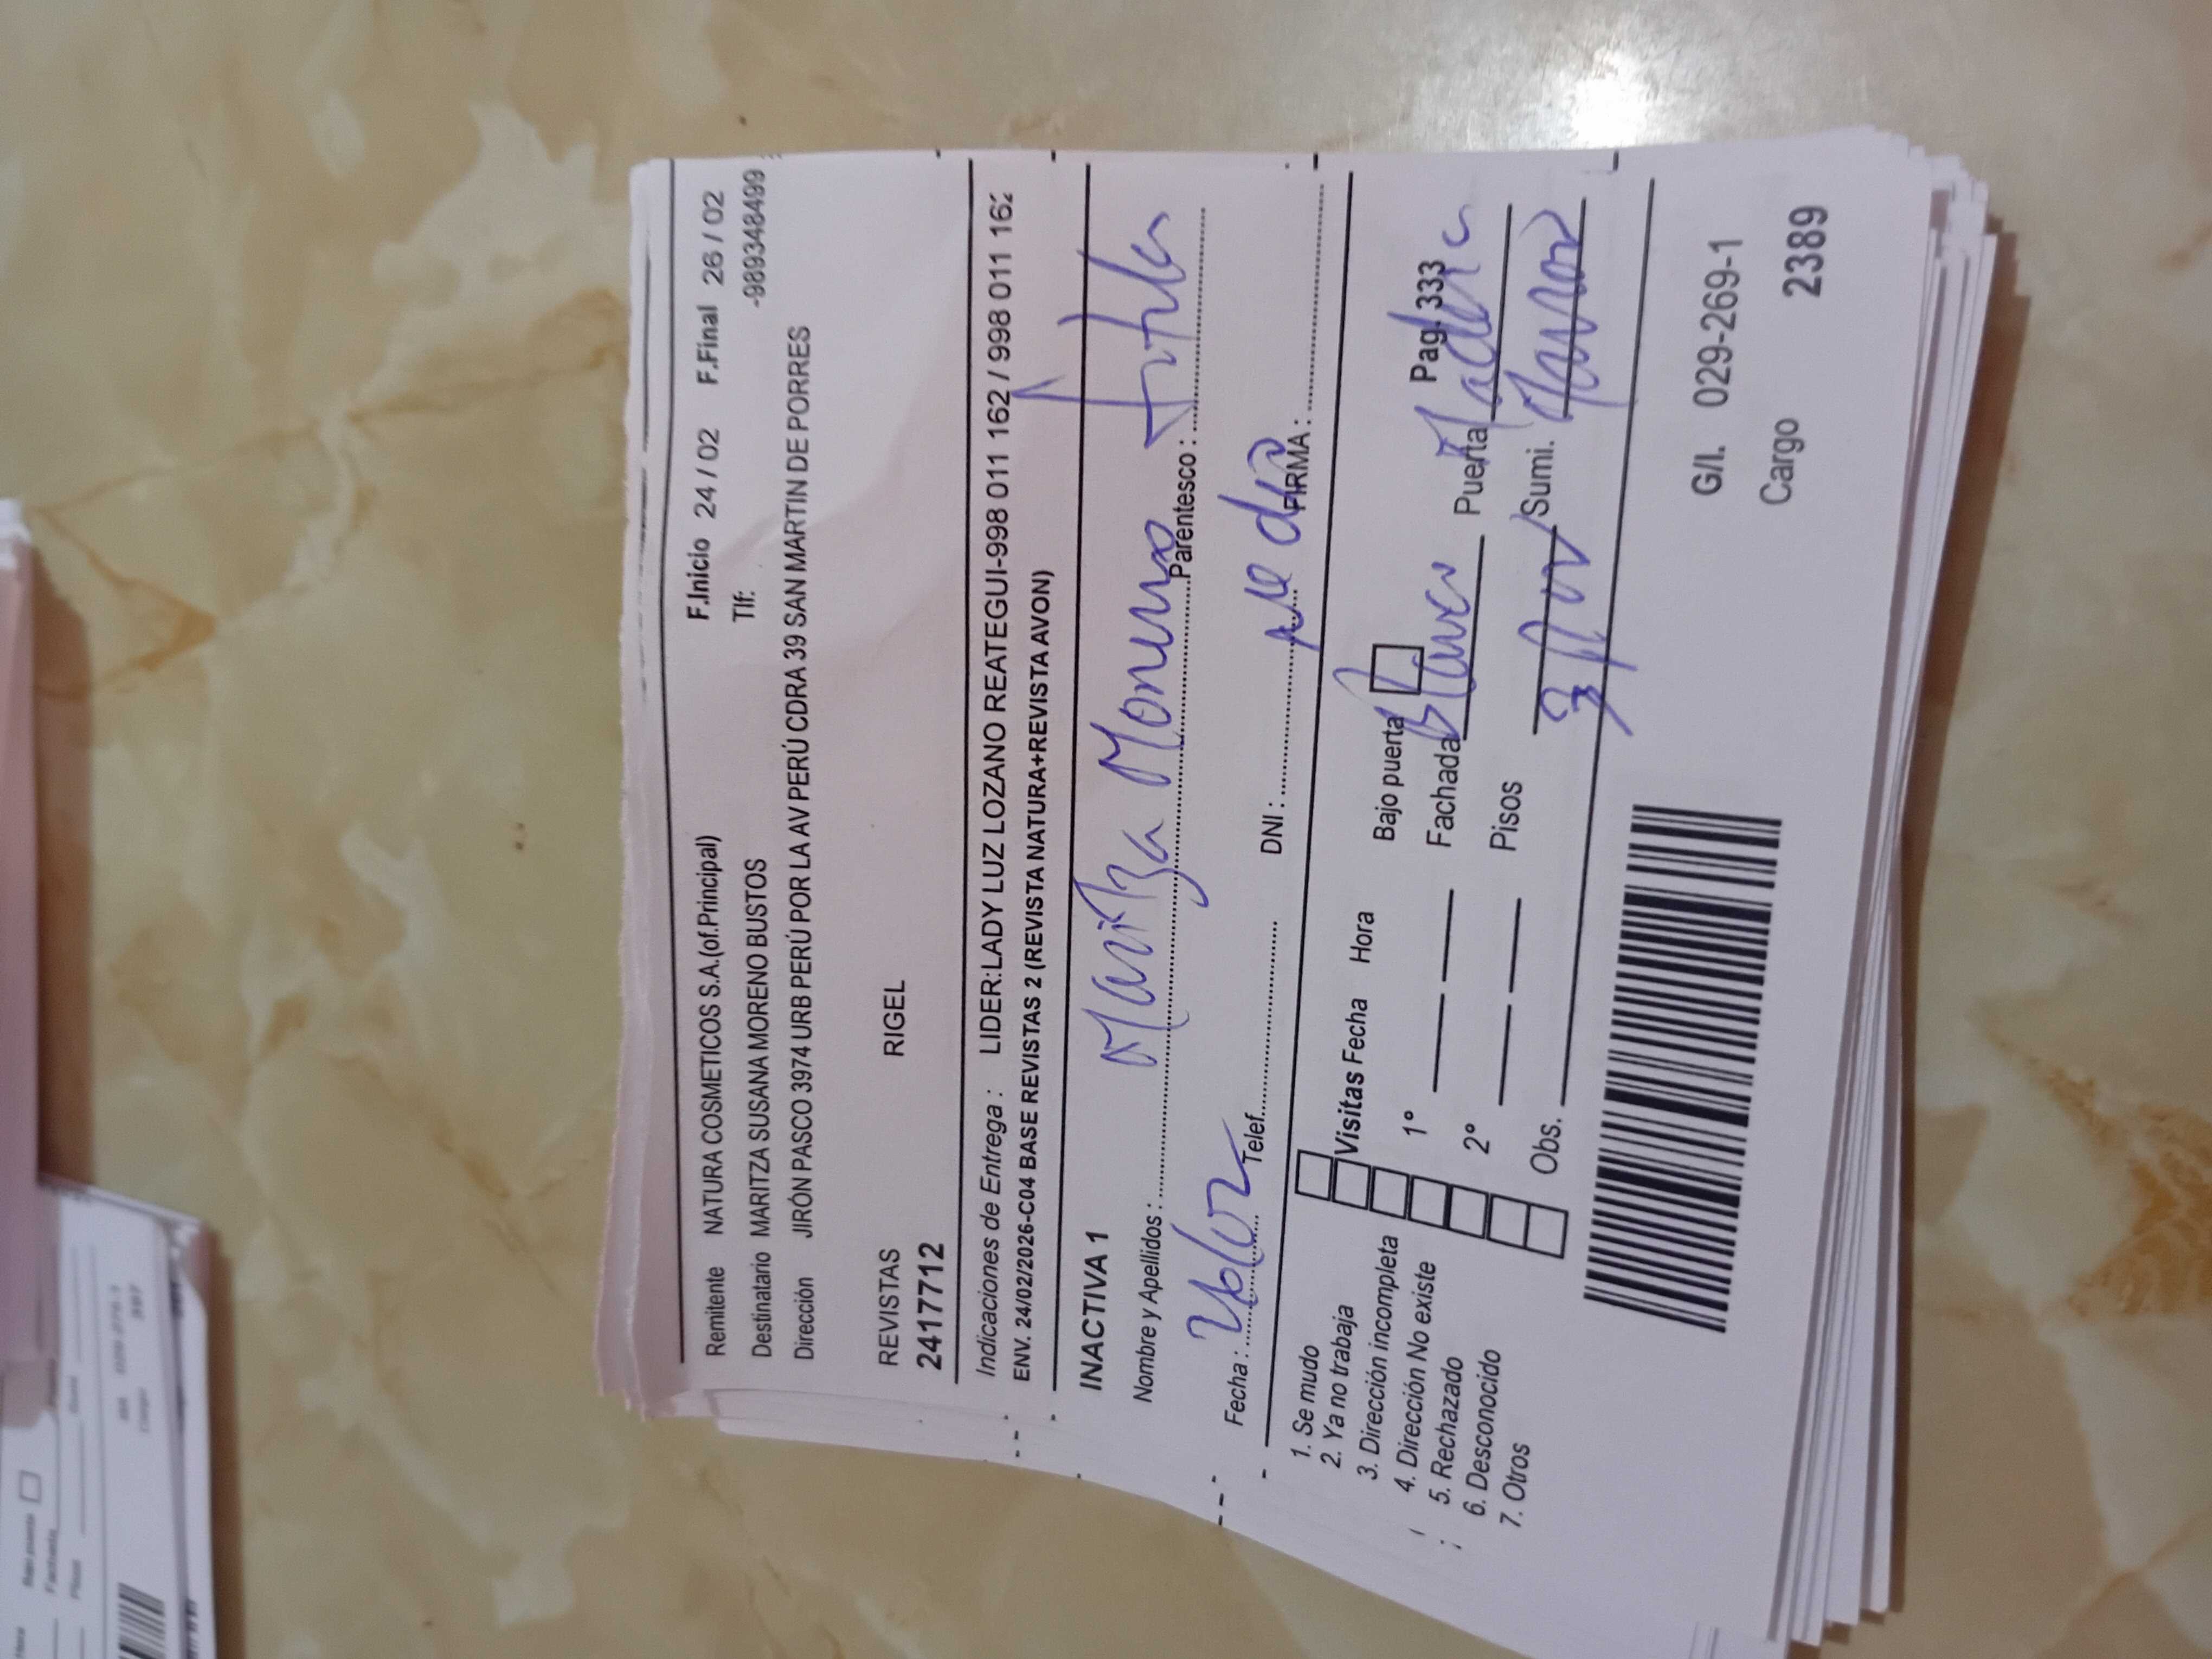 Remitente NATURA COSMETICOS S.A.(of.Principal) F.Inicio 24 / 02 F.Final 26 / 02
Destinatario MARITZA SUSANA MORENO BUSTOS Tlf: -989348499
Dirección JIRÓN PASCO 3974 URB PERÚ POR LA AV PERÚ CDRA 39 SAN MARTIN DE PORRES
REVISTAS RIGEL
2417712
Indicaciones de Entrega : LIDER:LADY LUZ LOZANO REATEGUI-998 011 162 / 998 011 162
ENV. 24/02/2026-C04 BASE REVISTAS 2 (REVISTA NATURA+REVISTA AVON)
INACTIVA 1
Nombre y Apellidos : Maritza Moreno Parentesco :
Fecha : Telef. DNI : FIRMA :
1. Se mudo
2. Ya no trabaja
3. Dirección incompleta
4. Dirección No existe
5. Rechazado
6. Desconocido
7. Otros
Visitas Fecha Hora Bajo puerta Pag. 333
1° Fachada Puerta
2° Pisos 3 Sumi.
Obs.
G/I. 029-269-1
Cargo 2389